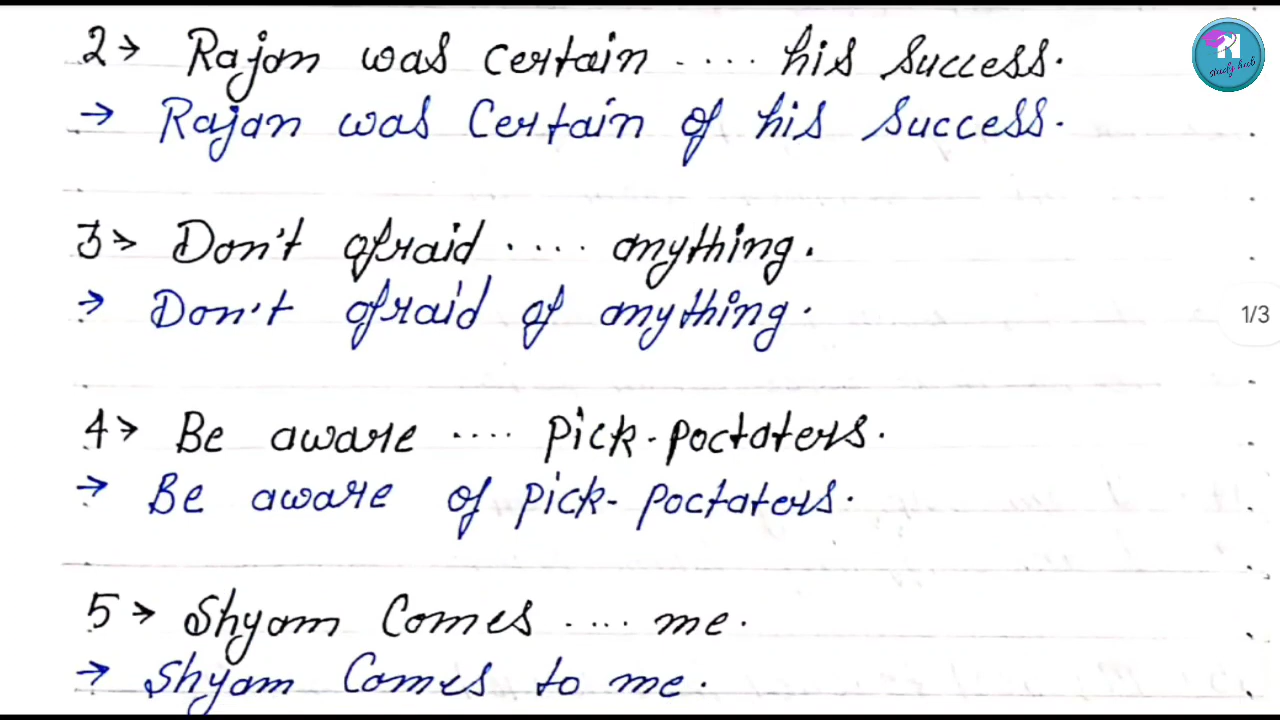 2→ Rajan was certain .... his success.
→ Rajan was Certain of his success.
3→ Don't afraid .... anything.
→ Don't afraid of anything.
1/3
4→ Be aware .... pick-poctaters.
→ Be aware of pick-poctaters.
5→ Shyam Comes .... me.
→ Shyam Comes to me.
study hub